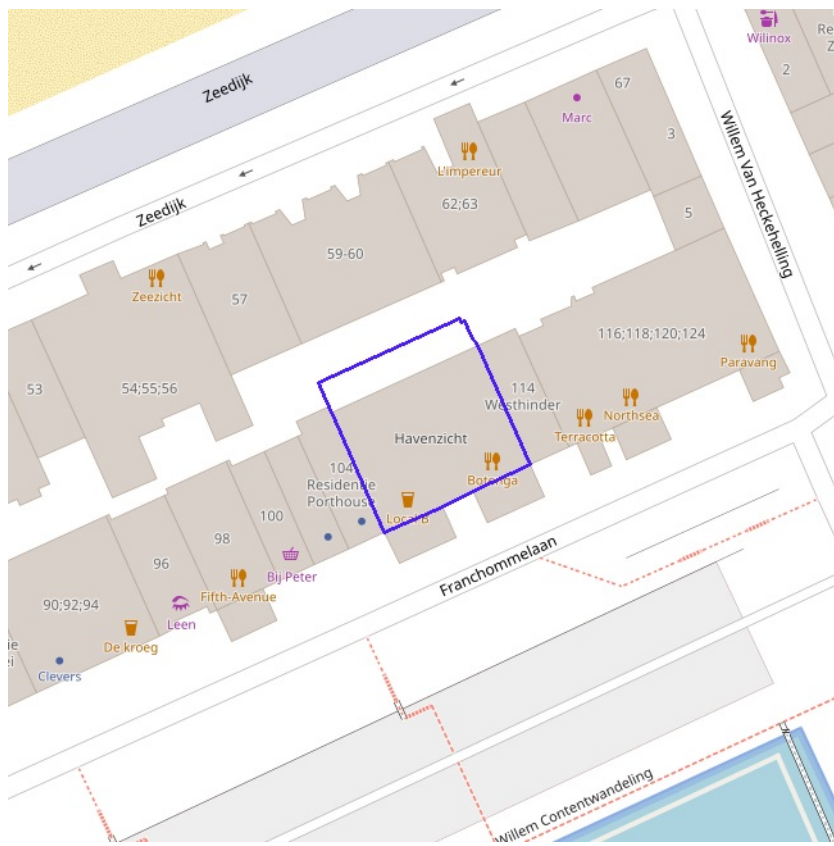 Zeedijk
Wilinox
Re
Z
2
67
Marc
3
Willem Van Heckehelling
L'impereur
62;63
5
Zeedijk
59-60
Zeezicht
57
116;118;120;124
Paravang
53
54;55;56
114
Westhinder
Northsea
Terracotta
Havenzicht
104
Residentie
Porthouse
Botenga
Local B
100
98
Bij Peter
96
Fifth-Avenue
Franchommelaan
Leen
90;92;94
De kroeg
ie
ei
Clevers
Willem Contentwandeling